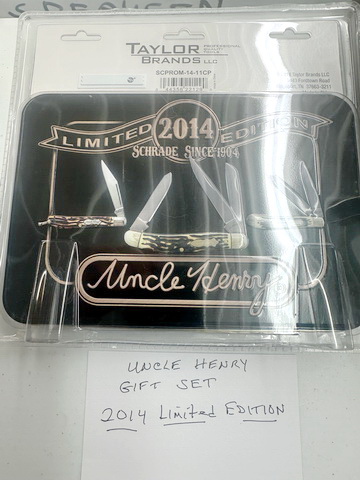 TAYLOR
BRANDS LLC
SCPROM-14-11CP
LIMITED 2014 EDITION
SCHRADE SINCE 1904
Uncle Henry
UNCLE HENRY
GIFT SET
2014 Limited EDITION